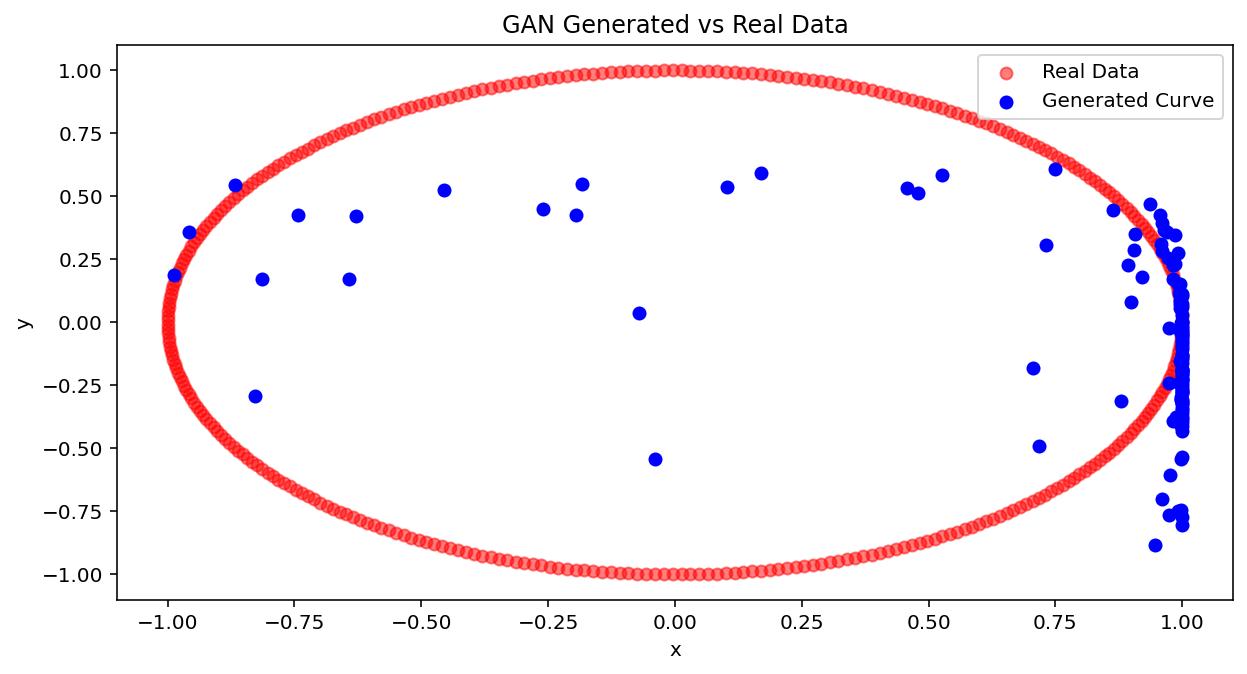 GAN Generated vs Real Data
Real Data
Generated Curve
1.00
0.75
0.50
0.25
0.00
−0.25
−0.50
−0.75
−1.00
y
−1.00 −0.75 −0.50 −0.25 0.00 0.25 0.50 0.75 1.00
x